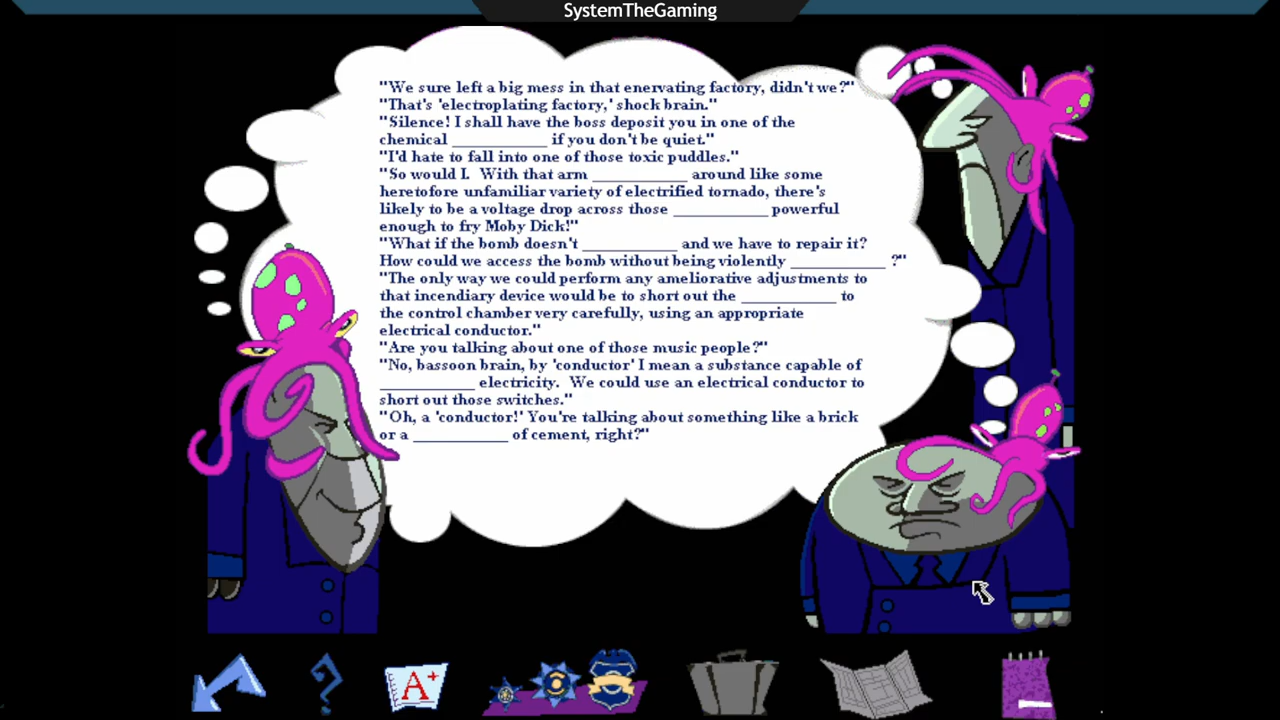 SystemTheGaming
"We sure left a big mess in that enervating factory, didn't we?"
"That's 'electroplating factory,' shock brain."
"Silence! I shall have the boss deposit you in one of the
chemical __________ if you don't be quiet."
"I'd hate to fall into one of those toxic puddles."
"So would I.  With that arm __________ around like some
heretofore unfamiliar variety of electrified tornado, there's
likely to be a voltage drop across those __________ powerful
enough to fry Moby Dick!"
"What if the bomb doesn't __________ and we have to repair it?
How could we access the bomb without being violently __________ ?"
"The only way we could perform any ameliorative adjustments to
that incendiary device would be to short out the __________ to
the control chamber very carefully, using an appropriate
electrical conductor."
"Are you talking about one of those music people?"
"No, bassoon brain, by 'conductor' I mean a substance capable of
__________ electricity.  We could use an electrical conductor to
short out those switches."
"Oh, a 'conductor!' You're talking about something like a brick
or a __________ of cement, right?"
A+